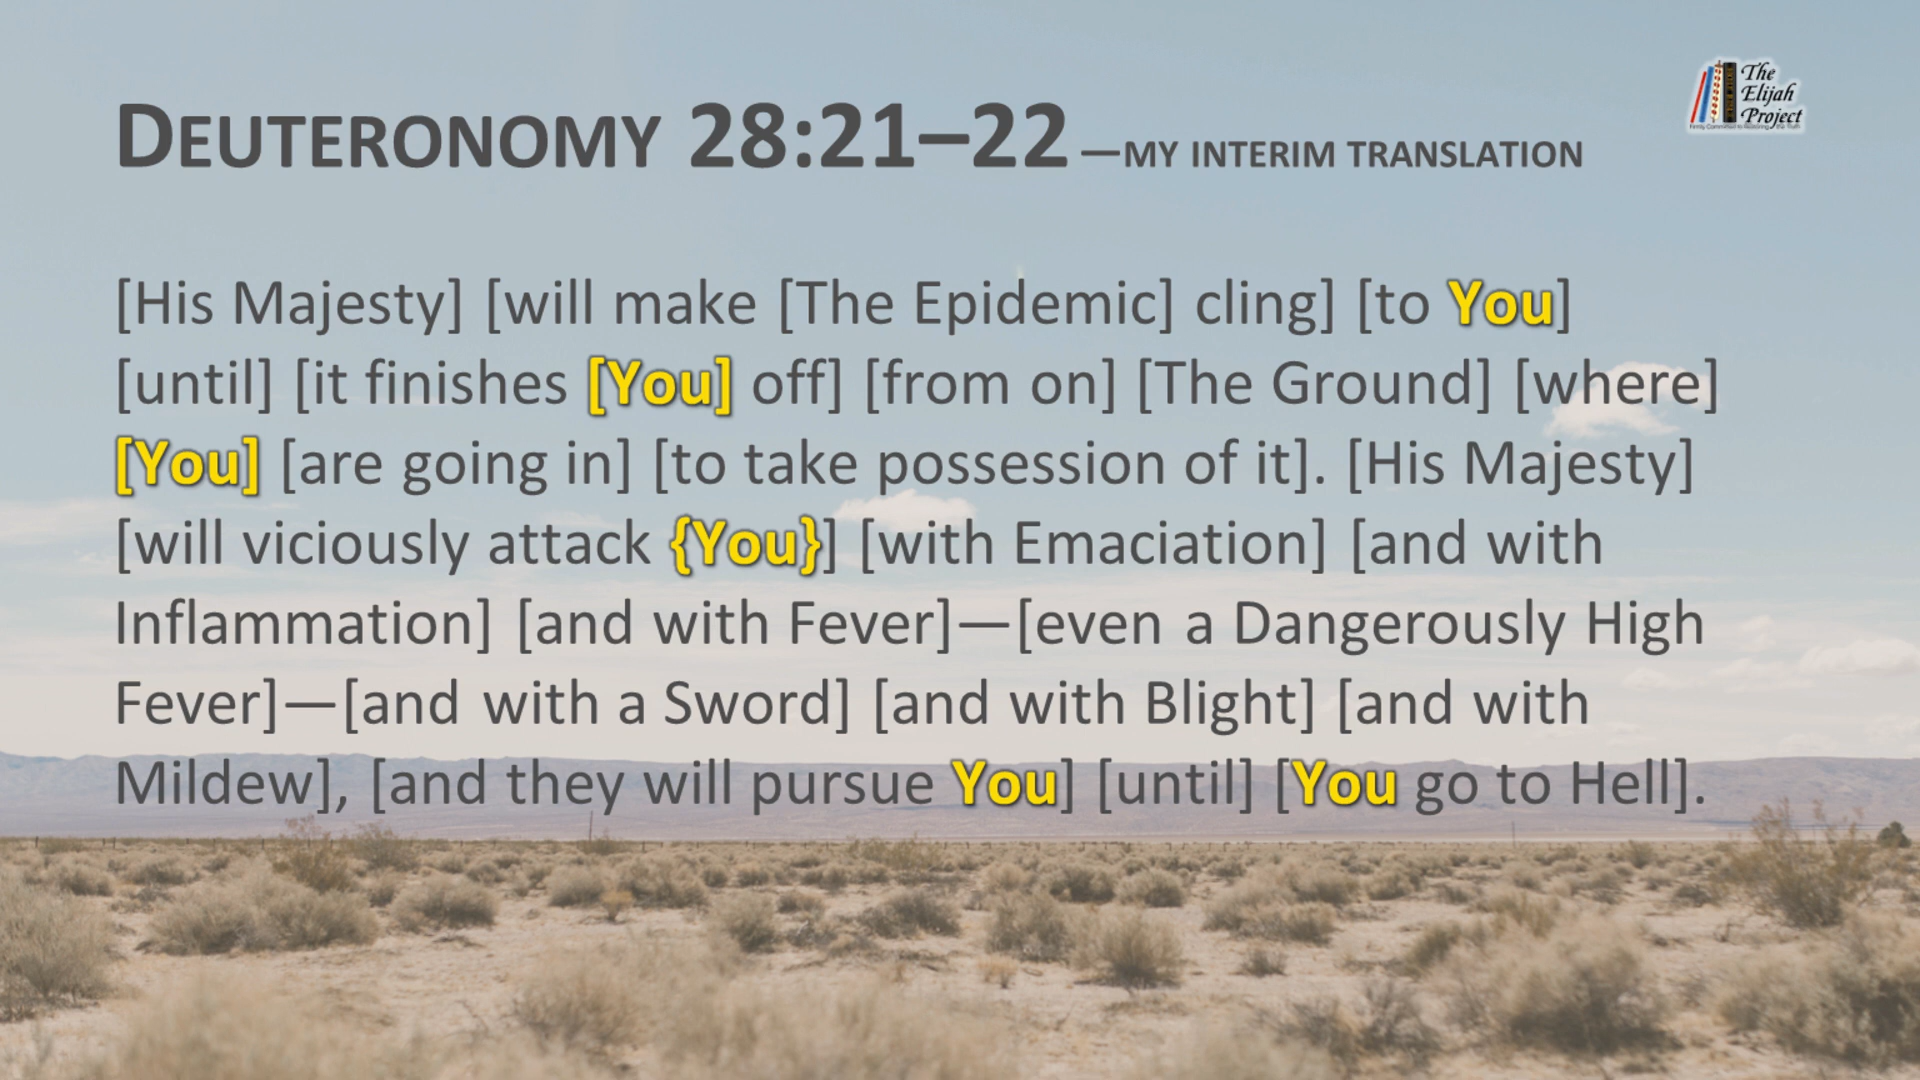 DEUTERONOMY 28:21–22 —MY INTERIM TRANSLATION
The
Elijah
Project
[His Majesty] [will make [The Epidemic] cling] [to You]
[until] [it finishes [You] off] [from on] [The Ground] [where]
[You] [are going in] [to take possession of it]. [His Majesty]
[will viciously attack {You}] [with Emaciation] [and with
Inflammation] [and with Fever]—[even a Dangerously High
Fever]—[and with a Sword] [and with Blight] [and with
Mildew], [and they will pursue You] [until] [You go to Hell].